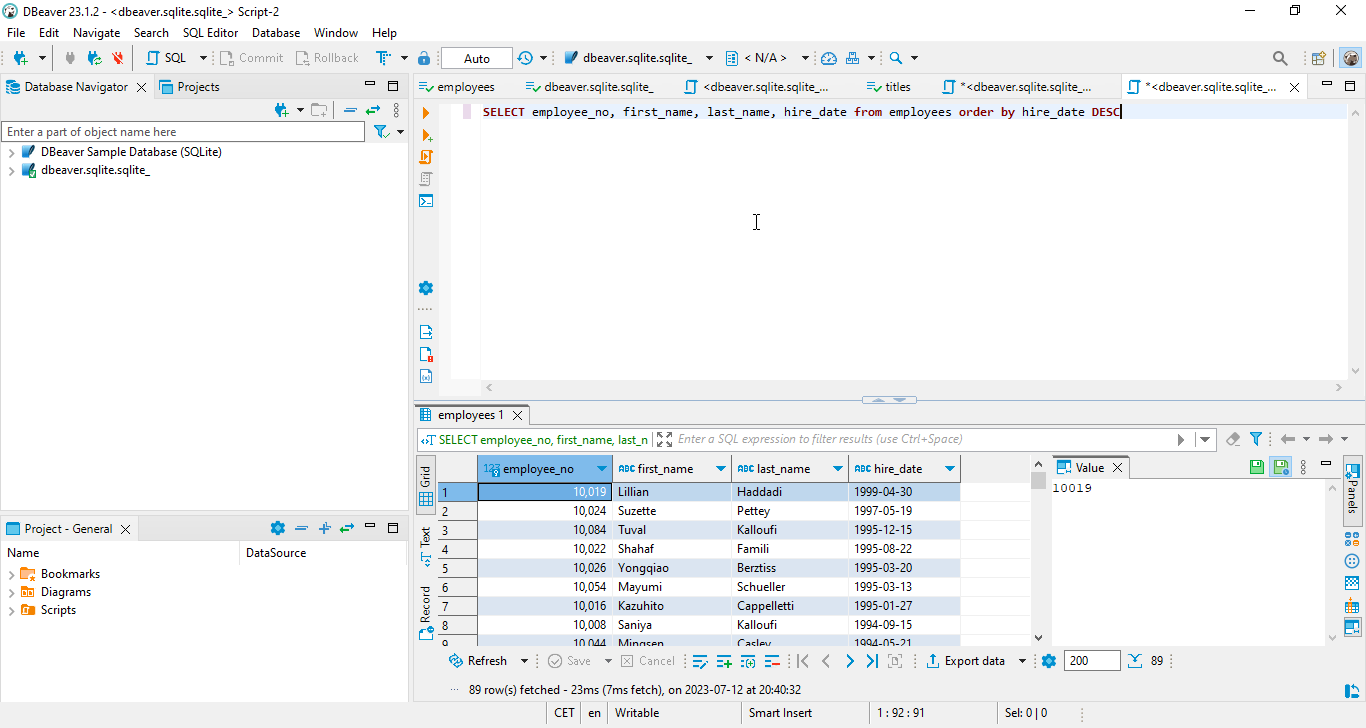 DBeaver 23.1.2 - <dbeaver.sqlite.sqlite_> Script-2
File Edit Navigate Search SQL Editor Database Window Help
SQL Commit Rollback Auto dbeaver.sqlite.sqlite_ < N/A >
Database Navigator Projects
Enter a part of object name here
DBeaver Sample Database (SQLite)
dbeaver.sqlite.sqlite_
Project - General
Name DataSource
Bookmarks
Diagrams
Scripts
employees dbeaver.sqlite.sqlite_ <dbeaver.sqlite.sqlite_... titles *<dbeaver.sqlite.sqlite_... *<dbeaver.sqlite.sqlite_...
SELECT employee_no, first_name, last_name, hire_date from employees order by hire_date DESC
employees 1
SELECT employee_no, first_name, last_n Enter a SQL expression to filter results (use Ctrl+Space)
Grid
Text
Record
123 employee_no ABC first_name ABC last_name ABC hire_date
1 10,019 Lillian Haddadi 1999-04-30
2 10,024 Suzette Pettey 1997-05-19
3 10,084 Tuval Kalloufi 1995-12-15
4 10,022 Shahaf Famili 1995-08-22
5 10,026 Yongqiao Berztiss 1995-03-20
6 10,054 Mayumi Schueller 1995-03-13
7 10,016 Kazuhito Cappelletti 1995-01-27
8 10,008 Saniya Kalloufi 1994-09-15
9 10,044 Mingsen Casley 1994-05-21
Value
10019
Panels
Refresh Save Cancel Export data 200 89
89 row(s) fetched - 23ms (7ms fetch), on 2023-07-12 at 20:40:32
CET en Writable Smart Insert 1 : 92 : 91 Sel: 0 | 0